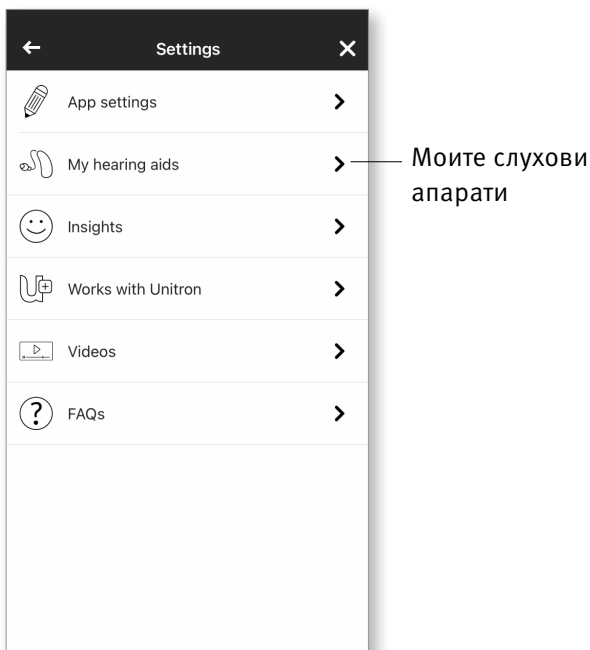 Settings
App settings
My hearing aids
Моите слухови
апарати
Insights
Works with Unitron
Videos
FAQs